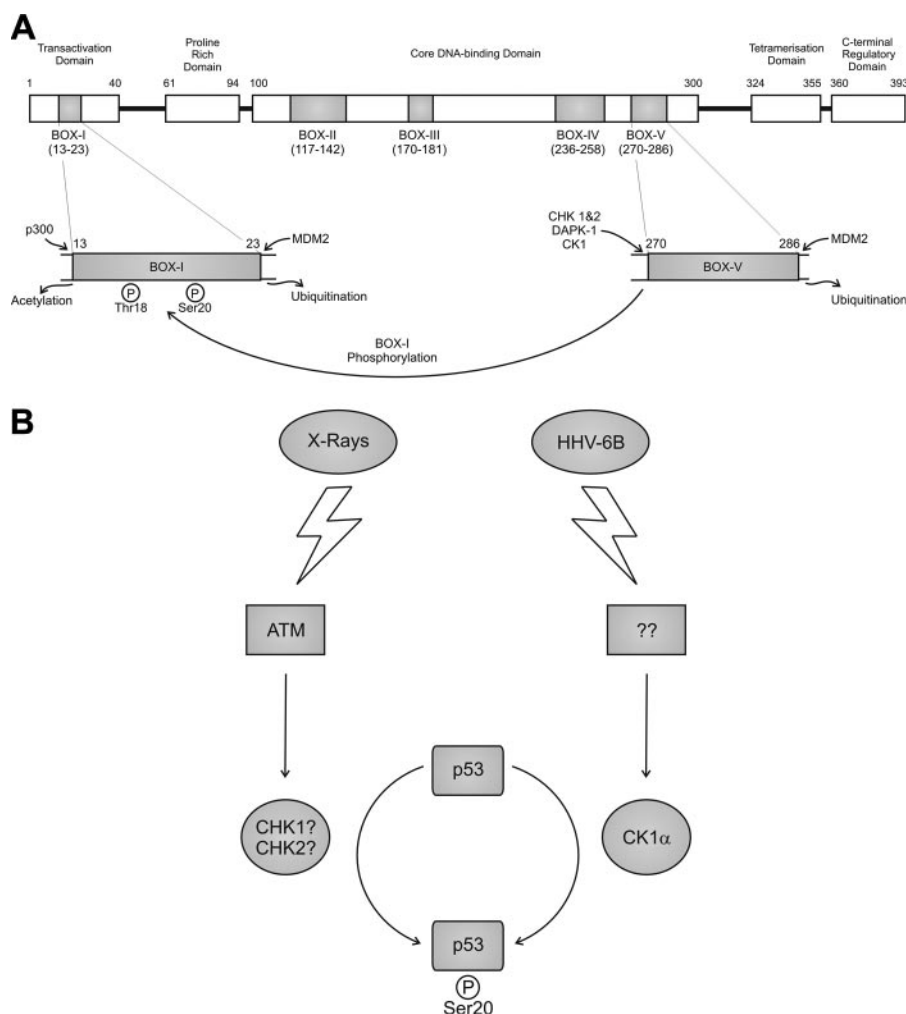 A
Transactivation
Domain
Proline
Rich
Domain
Core DNA-binding Domain
Tetramerisation
Domain
C-terminal
Regulatory
Domain
1 40 61 94 100 300 324 355 360 393
BOX-I
(13-23)
BOX-II
(117-142)
BOX-III
(170-181)
BOX-IV
(236-258)
BOX-V
(270-286)
p300
13 23
MDM2
BOX-I
Acetylation
Ubiquitination
P
Thr18
P
Ser20
CHK 1&2
DAPK-1
CK1
270 286
MDM2
BOX-V
Ubiquitination
BOX-I
Phosphorylation
B
X-Rays
HHV-6B
ATM
??
p53
CHK1?
CHK2?
CK1α
p53
P
Ser20